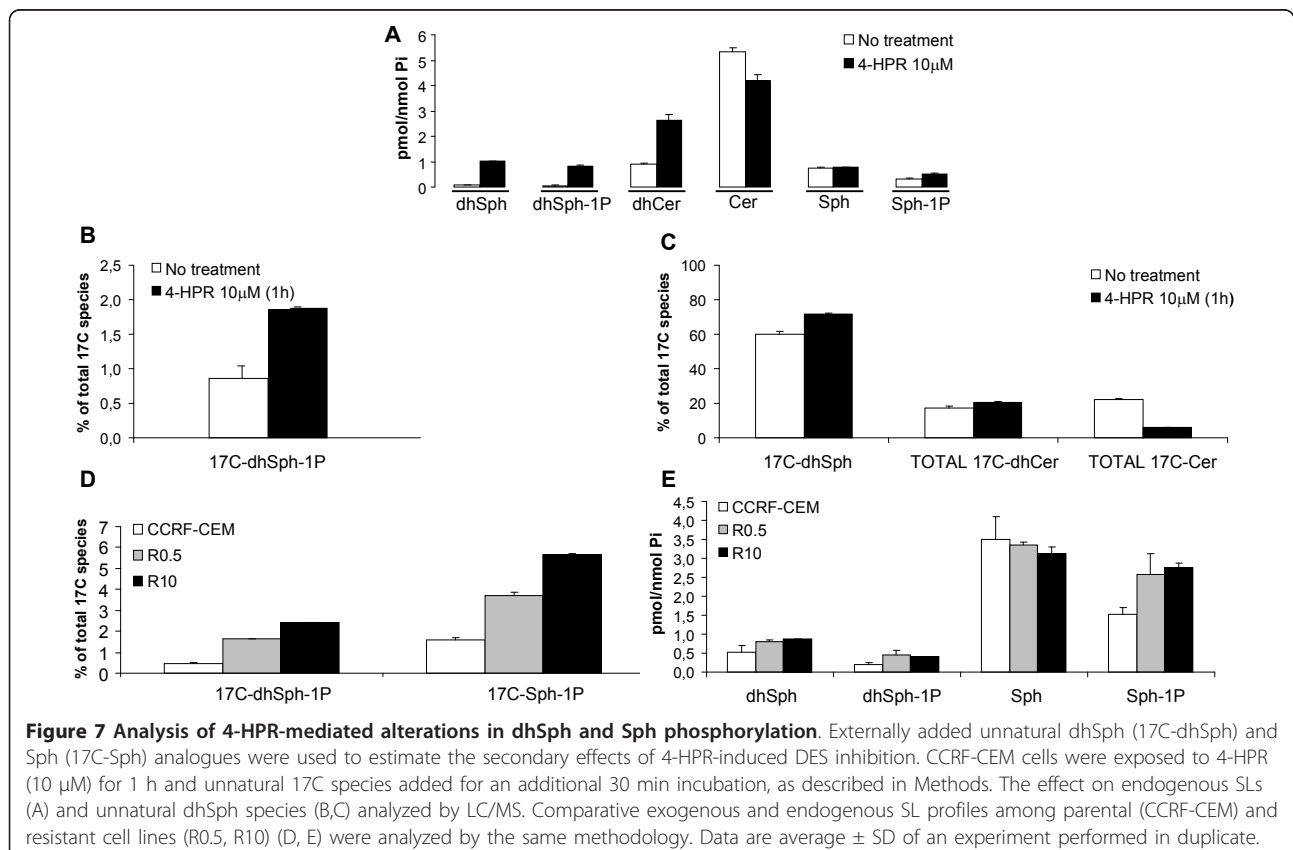 A
pmol/nmol Pi
6
5
4
3
2
1
0
No treatment
4-HPR 10µM
dhSph dhSph-1P dhCer Cer Sph Sph-1P
B
% of total 17C species
2,5
2,0
1,5
1,0
0,5
0,0
No treatment
4-HPR 10µM (1h)
17C-dhSph-1P
C
% of total 17C species
100
80
60
40
20
0
No treatment
4-HPR 10µM (1h)
17C-dhSph TOTAL 17C-dhCer TOTAL 17C-Cer
D
% of total 17C species
7
6
5
4
3
2
1
0
CCRF-CEM
R0.5
R10
17C-dhSph-1P 17C-Sph-1P
E
pmol/nmol Pi
4,5
4,0
3,5
3,0
2,5
2,0
1,5
1,0
0,5
0,0
CCRF-CEM
R0.5
R10
dhSph dhSph-1P Sph Sph-1P
Figure 7 Analysis of 4-HPR-mediated alterations in dhSph and Sph phosphorylation. Externally added unnatural dhSph (17C-dhSph) and
Sph (17C-Sph) analogues were used to estimate the secondary effects of 4-HPR-induced DES inhibition. CCRF-CEM cells were exposed to 4-HPR
(10 µM) for 1 h and unnatural 17C species added for an additional 30 min incubation, as described in Methods. The effect on endogenous SLs
(A) and unnatural dhSph species (B,C) analyzed by LC/MS. Comparative exogenous and endogenous SL profiles among parental (CCRF-CEM) and
resistant cell lines (R0.5, R10) (D, E) were analyzed by the same methodology. Data are average ± SD of an experiment performed in duplicate.